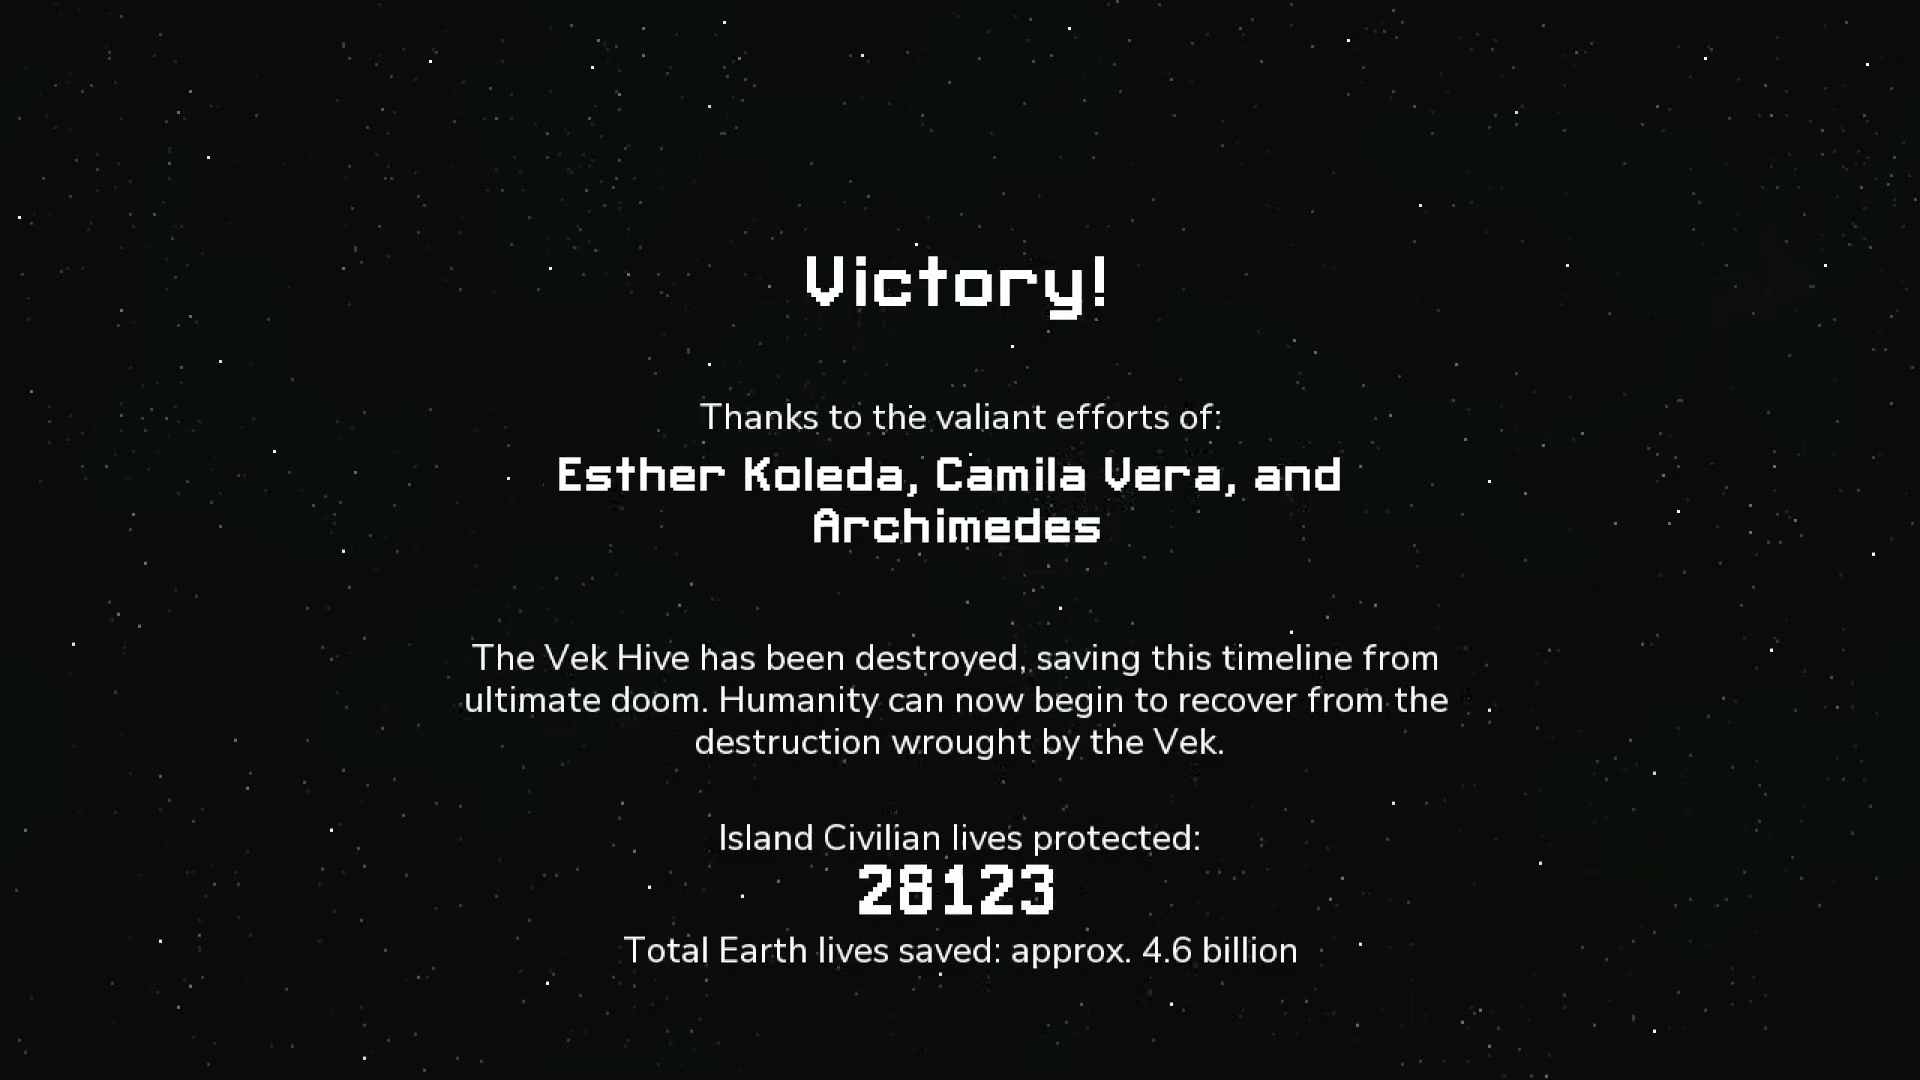 Victory!
Thanks to the valiant efforts of:
Esther Koleda, Camila Vera, and
Archimedes
The Vek Hive has been destroyed, saving this timeline from
ultimate doom. Humanity can now begin to recover from the
destruction wrought by the Vek.
Island Civilian lives protected:
28123
Total Earth lives saved: approx. 4.6 billion